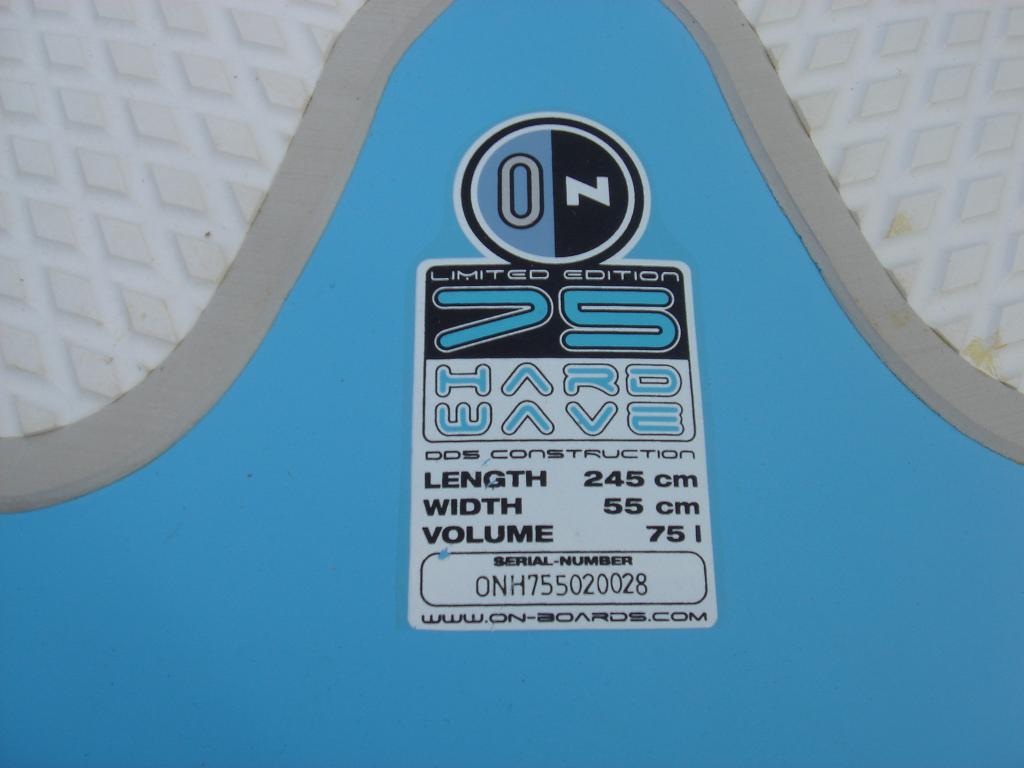 ON
LIMITED EDITION
75
HARD
WAVE
DDS CONSTRUCTION
LENGTH 245 cm
WIDTH 55 cm
VOLUME 75 l
SERIAL-NUMBER
ONH755020028
WWW.ON-BOARDS.COM